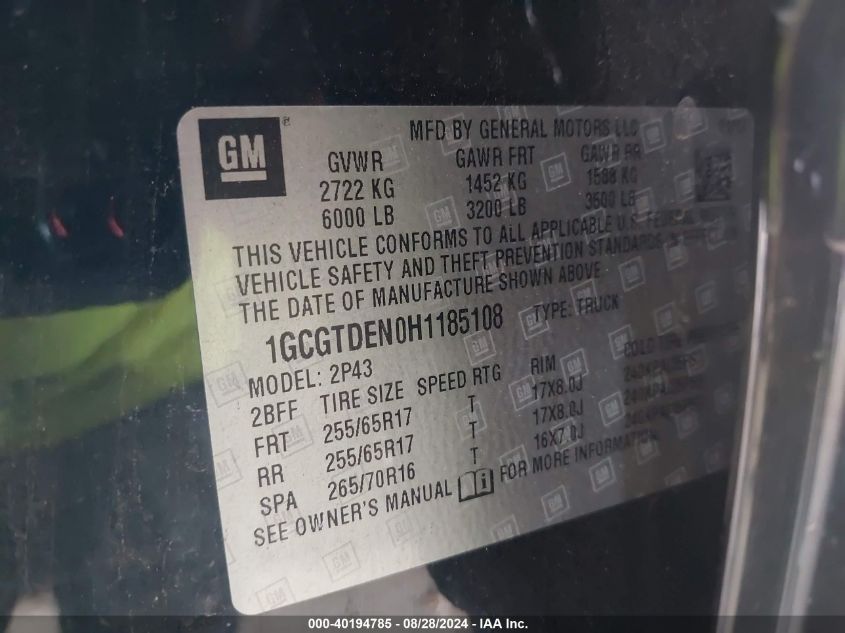 GM
MFD BY GENERAL MOTORS LLC
GVWR GAWR FRT GAWR RR
2722 KG 1452 KG 1588 KG
6000 LB 3200 LB 3500 LB
THIS VEHICLE CONFORMS TO ALL APPLICABLE U.S. FEDERAL
VEHICLE SAFETY AND THEFT PREVENTION STANDARDS IN EFFECT
THE DATE OF MANUFACTURE SHOWN ABOVE.
1GCGTDEN0H1185108 TYPE: TRUCK
MODEL: 2P43
2BFF TIRE SIZE SPEED RTG RIM COLD TIRE
FRT 255/65R17 T 17X8.0J
RR 255/65R17 T 17X8.0J
SPA 265/70R16 T 16X7.0J
SEE OWNER'S MANUAL FOR MORE INFORMATION.
000-40194785 - 08/28/2024 - IAA Inc.